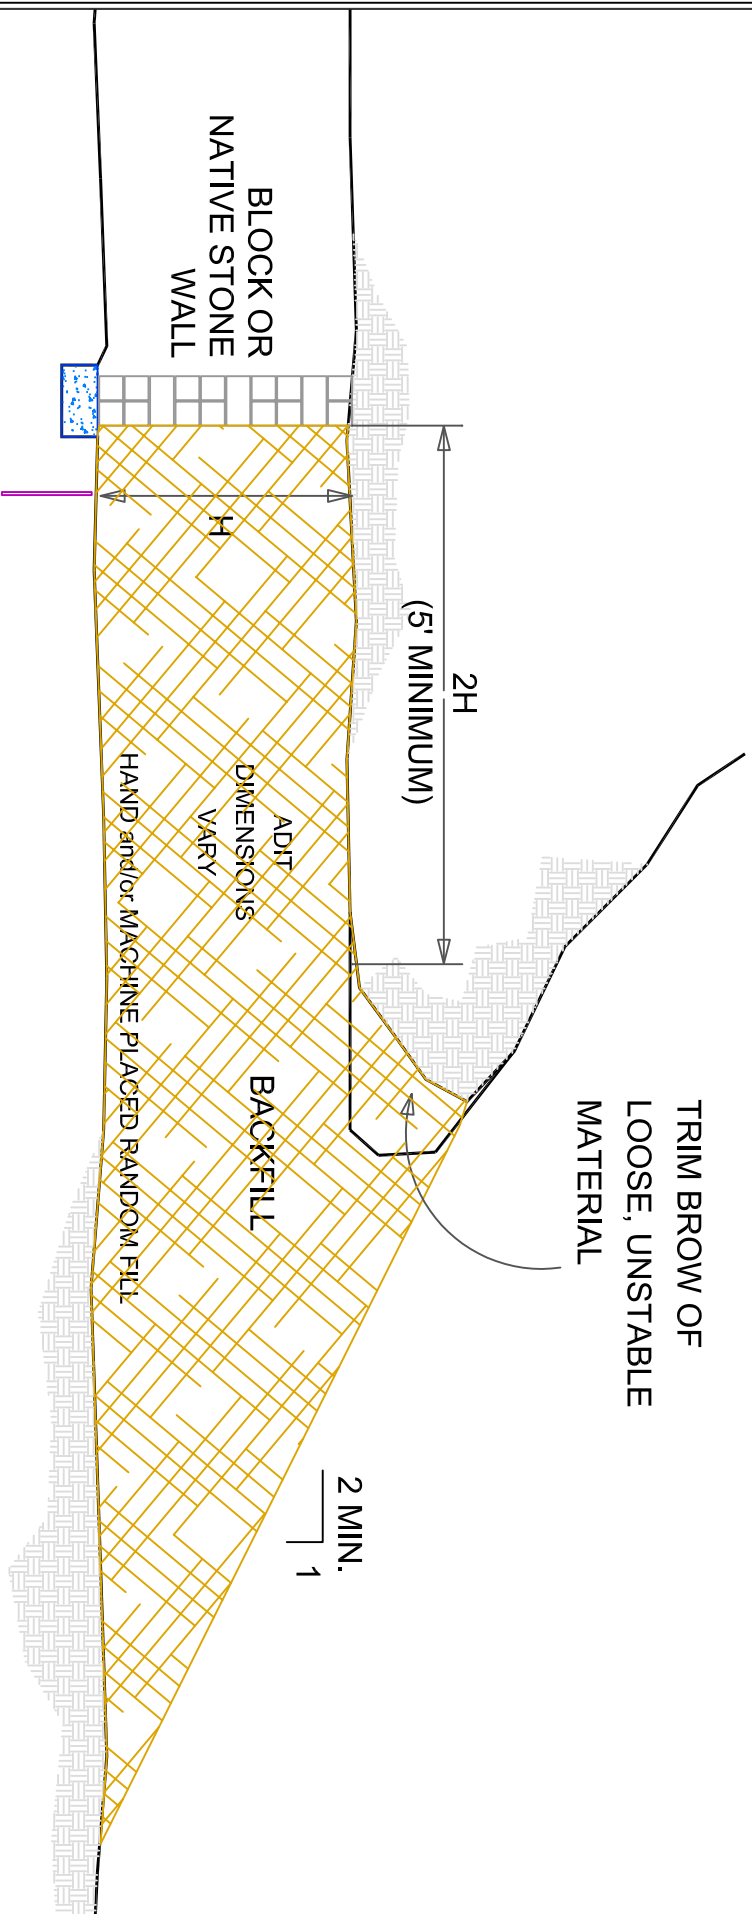 BLOCK OR
NATIVE STONE
WALL
H
2H
(5' MINIMUM)
ADIT
DIMENSIONS
VARY
HAND and/or MACHINE PLACED RANDOM FILL
BACKFILL
TRIM BROW OF
LOOSE, UNSTABLE
MATERIAL
2 MIN.
1